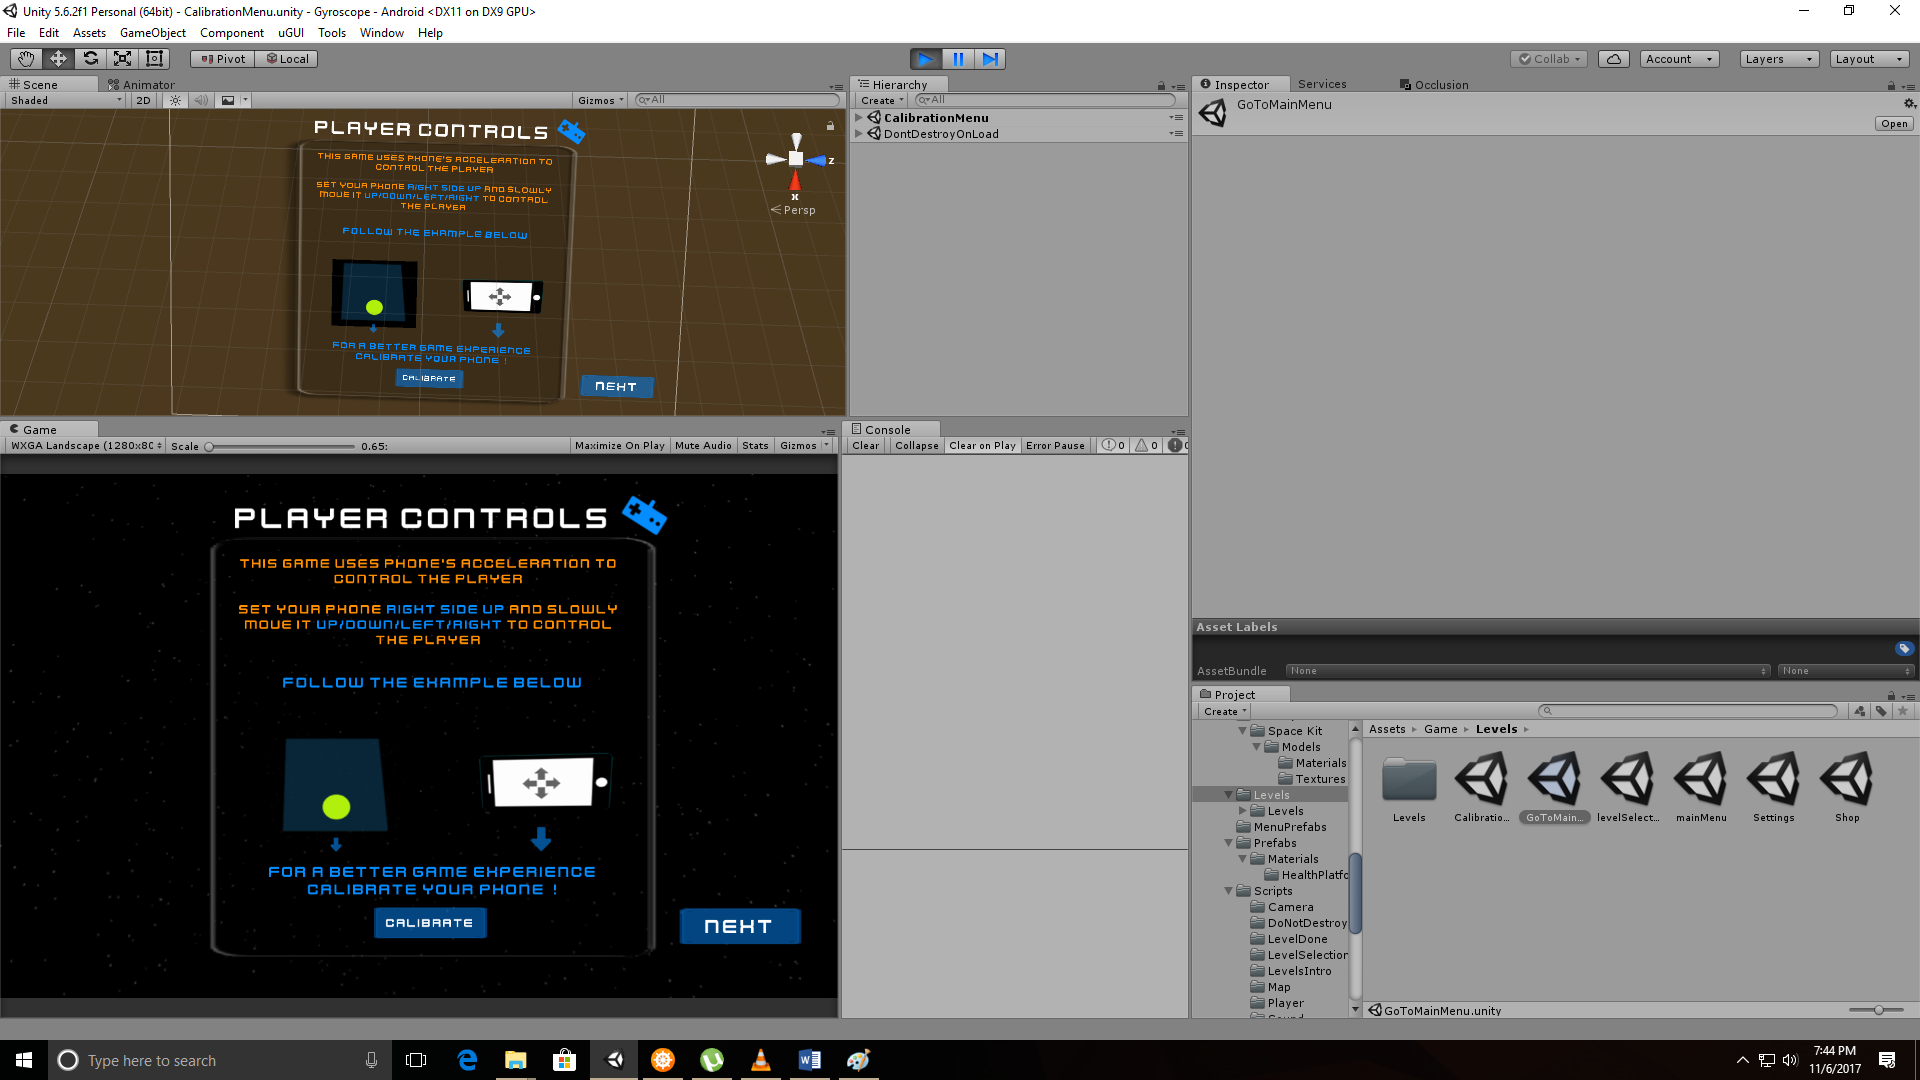 Unity 5.6.2f1 Personal (64bit) - CalibrationMenu.unity - Gyroscope - Android <DX11 on DX9 GPU>
File Edit Assets GameObject Component uGUI Tools Window Help
Pivot Local Collab Account Layers Layout
Scene Animator
Shaded 2D Gizmos All
PLAYER CONTROLS
THIS GAME USES PHONE'S ACCELERATION TO
CONTROL THE PLAYER
SET YOUR PHONE RIGHT SIDE UP AND SLOWLY
MOVE IT UP/DOWN/LEFT/RIGHT TO CONTROL
THE PLAYER
FOLLOW THE EXAMPLE BELOW
FOR A BETTER GAME EXPERIENCE
CALIBRATE YOUR PHONE !
CALIBRATE
NEXT
z
x
Persp
Hierarchy
Create All
CalibrationMenu
DontDestroyOnLoad
Inspector Services Occlusion
GoToMainMenu
Open
Game
WXGA Landscape (1280x80 Scale 0.65: Maximize On Play Mute Audio Stats Gizmos
PLAYER CONTROLS
THIS GAME USES PHONE'S ACCELERATION TO
CONTROL THE PLAYER
SET YOUR PHONE RIGHT SIDE UP AND SLOWLY
MOVE IT UP/DOWN/LEFT/RIGHT TO CONTROL
THE PLAYER
FOLLOW THE EXAMPLE BELOW
FOR A BETTER GAME EXPERIENCE
CALIBRATE YOUR PHONE !
CALIBRATE
NEXT
Console
Clear Collapse Clear on Play Error Pause 0 0 0
Asset Labels
AssetBundle None None
Project
Create
Space Kit
Models
Materials
Textures
Levels
Levels
MenuPrefabs
Prefabs
Materials
HealthPlatfo
Scripts
Camera
DoNotDestroy
LevelDone
LevelSelection
LevelsIntro
Map
Player
Assets Game Levels
Levels Calibratio... GoToMain... levelSelect... mainMenu Settings Shop
GoToMainMenu.unity
Type here to search
7:44 PM
11/6/2017